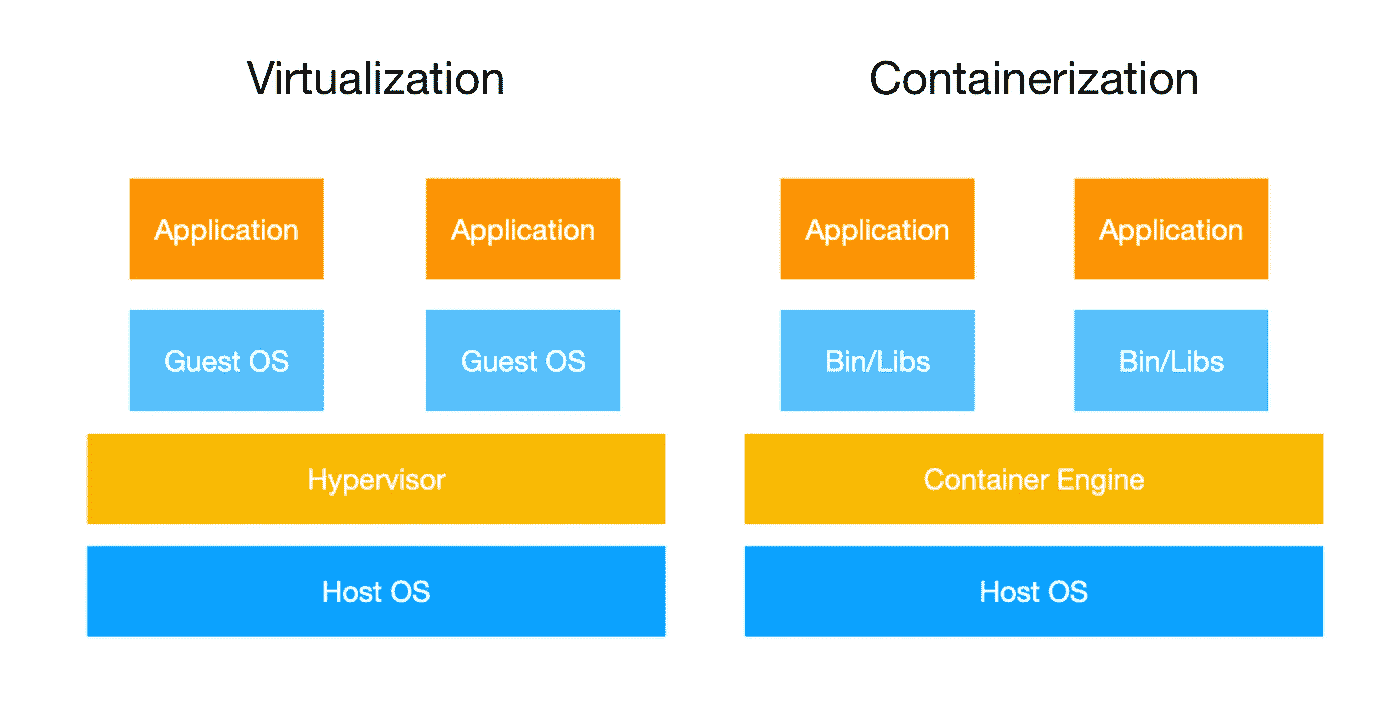 Virtualization
Application
Application
Guest OS
Guest OS
Hypervisor
Host OS
Containerization
Application
Application
Bin/Libs
Bin/Libs
Container Engine
Host OS